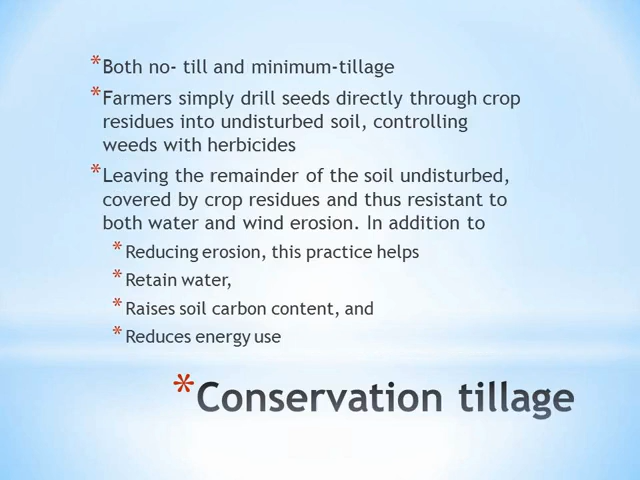 * Both no- till and minimum-tillage
* Farmers simply drill seeds directly through crop
residues into undisturbed soil, controlling
weeds with herbicides
* Leaving the remainder of the soil undisturbed,
covered by crop residues and thus resistant to
both water and wind erosion. In addition to
* Reducing erosion, this practice helps
* Retain water,
* Raises soil carbon content, and
* Reduces energy use
* Conservation tillage